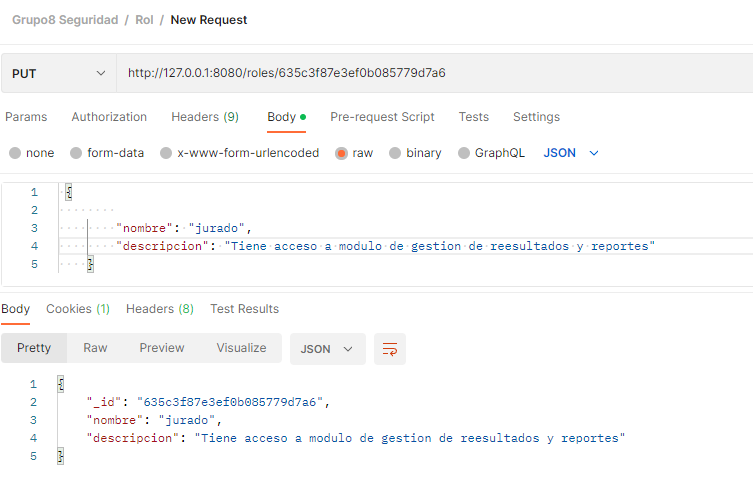 Grupo8 Seguridad / Rol / New Request
PUT http://127.0.0.1:8080/roles/635c3f87e3ef0b085779d7a6
Params Authorization Headers (9) Body Pre-request Script Tests Settings
none form-data x-www-form-urlencoded raw binary GraphQL JSON
1 {
2
3 "nombre": "jurado",
4 "descripcion": "Tiene acceso a modulo de gestion de reesultados y reportes"
5 }
Body Cookies (1) Headers (8) Test Results
Pretty Raw Preview Visualize JSON
1 {
2 "_id": "635c3f87e3ef0b085779d7a6",
3 "nombre": "jurado",
4 "descripcion": "Tiene acceso a modulo de gestion de reesultados y reportes"
5 }